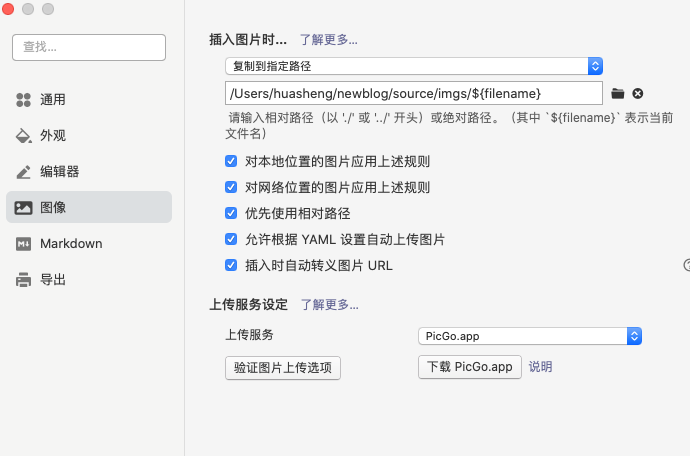 查找...
通用
外观
编辑器
图像
Markdown
导出
插入图片时... 了解更多...
复制到指定路径
/Users/huasheng/newblog/source/imgs/${filename}
请输入相对路径（以 './' 或 '../' 开头）或绝对路径。（其中 `${filename}` 表示当前
文件名）
对本地位置的图片应用上述规则
对网络位置的图片应用上述规则
优先使用相对路径
允许根据 YAML 设置自动上传图片
插入时自动转义图片 URL
上传服务设定 了解更多...
上传服务 PicGo.app
验证图片上传选项 下载 PicGo.app 说明